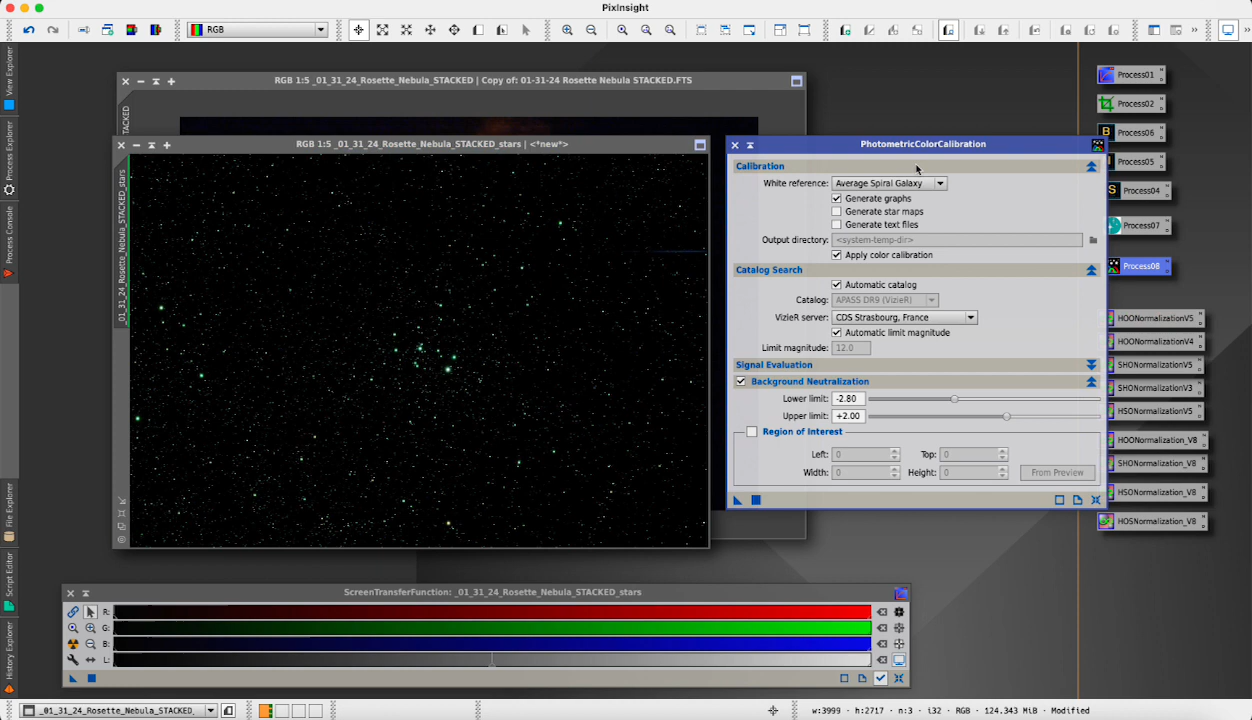 PixInsight
RGB
View Explorer
Process Explorer
Process Console
File Explorer
Script Editor
History Explorer
RGB 1:5 _01_31_24_Rosette_Nebula_STACKED | Copy of: 01-31-24 Rosette Nebula STACKED.FTS
STACKED
RGB 1:5 _01_31_24_Rosette_Nebula_STACKED_stars | <*new*>
_01_31_24_Rosette_Nebula_STACKED_stars
PhotometricColorCalibration
Calibration
White reference: Average Spiral Galaxy
Generate graphs
Generate star maps
Generate text files
Output directory: <system-temp-dir>
Apply color calibration
Catalog Search
Automatic catalog
Catalog: APASS DR9 (VizieR)
VizieR server: CDS Strasbourg, France
Automatic limit magnitude
Limit magnitude: 12.0
Signal Evaluation
Background Neutralization
Lower limit: -2.80
Upper limit: +2.00
Region of Interest
Left: 0 Top: 0
Width: 0 Height: 0 From Preview
Process01
Process02
B Process06
Process05
S Process04
Process07
Process08
HOONormalizationV5
HOONormalizationV4
SHONormalizationV5
SHONormalizationV3
HSONormalizationV5
HOONormalization_V8
SHONormalization_V8
HSONormalization_V8
HOSNormalization_V8
ScreenTransferFunction: _01_31_24_Rosette_Nebula_STACKED_stars
R:
G:
B:
L:
_01_31_24_Rosette_Nebula_STACKED_
w:3999 · h:2717 · n:3 · i32 · RGB · 124.343 MiB · Modified